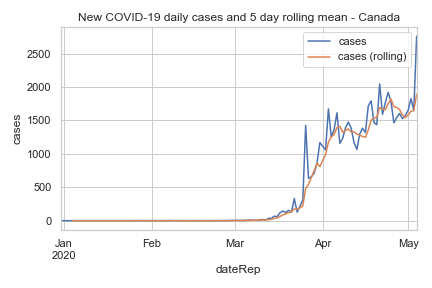 New COVID-19 daily cases and 5 day rolling mean - Canada
cases
cases (rolling)
2500
2000
1500
1000
500
0
cases
Jan
2020
Feb
Mar
Apr
May
dateRep